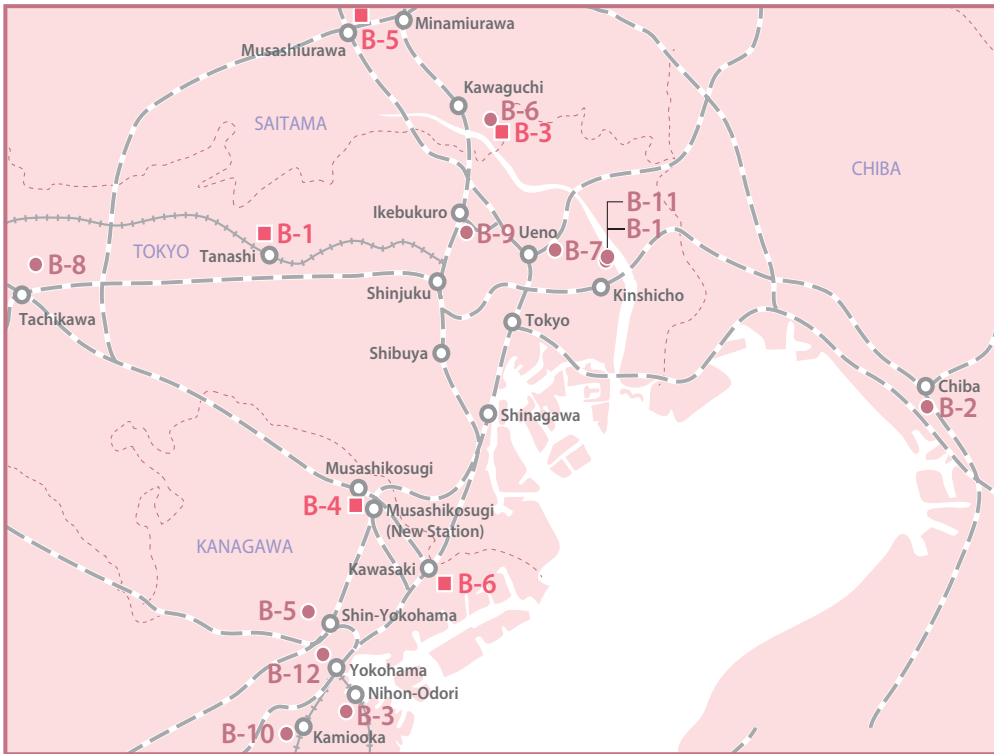 Minamiurawa
B-5
Musashiurawa
Kawaguchi
B-6
B-3
SAITAMA
CHIBA
B-11
Ikebukuro
B-1
B-9
Ueno
B-1
TOKYO
Tanashi
B-7
B-8
Shinjuku
Kinshicho
Tachikawa
Tokyo
Shibuya
Chiba
B-2
Shinagawa
Musashikosugi
B-4
Musashikosugi
(New Station)
KANAGAWA
Kawasaki
B-6
B-5
Shin-Yokohama
B-12
Yokohama
Nihon-Odori
B-3
B-10
Kamiooka